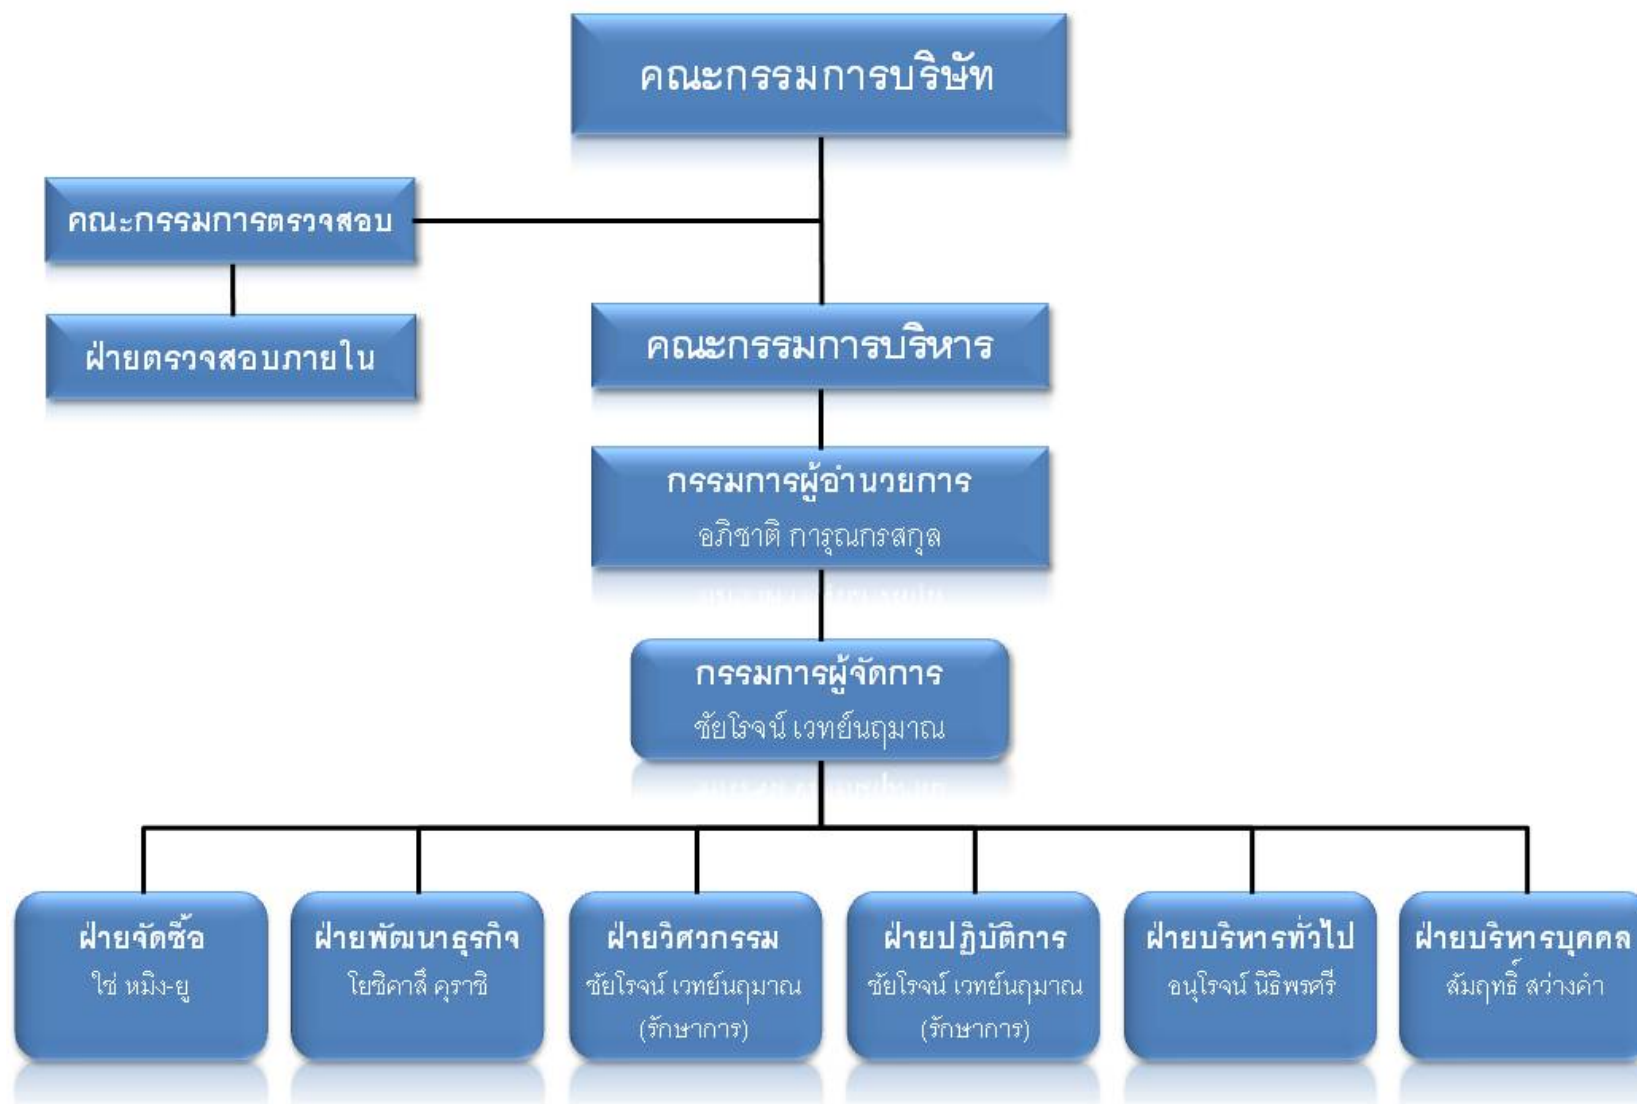 คณะกรรมการบริษัท
คณะกรรมการตรวจสอบ
ฝ่ายตรวจสอบภายใน
คณะกรรมการบริหาร
กรรมการผู้อำนวยการ
อภิชาติ การุณกรสกุล
กรรมการผู้จัดการ
ชัยโรจน์ เวทย์นฤมาณ
ฝ่ายจัดซื้อ
ใช่ หมิง-ยู
ฝ่ายพัฒนาธุรกิจ
โยชิคาสึ คุราชิ
ฝ่ายวิศวกรรม
ชัยโรจน์ เวทย์นฤมาณ
(รักษาการ)
ฝ่ายปฏิบัติการ
ชัยโรจน์ เวทย์นฤมาณ
(รักษาการ)
ฝ่ายบริหารทั่วไป
อนุโรจน์ นิธิพรศรี
ฝ่ายบริหารบุคคล
สัมฤทธิ์ สว่างคำ